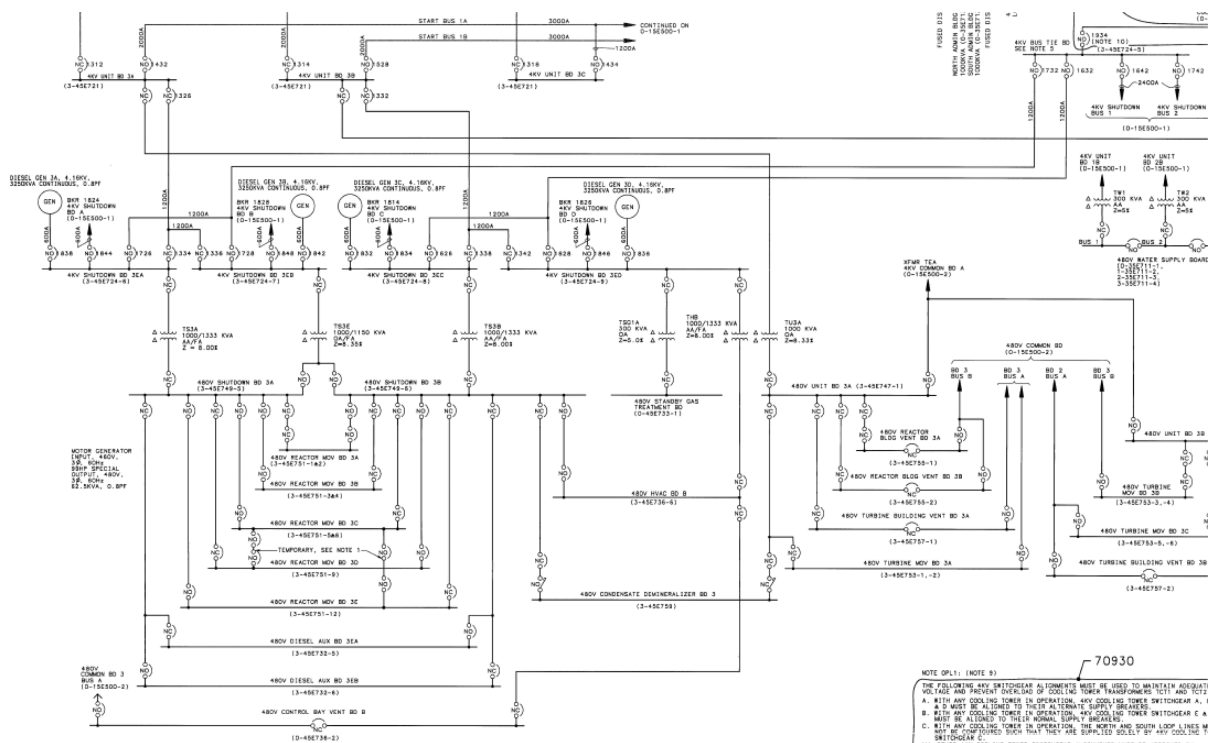 START BUS 1A
3000A
CONTINUED ON
0-15E500-1
START BUS 1B
3000A
1200A
2000A
2000A
FUSED DIS
NORTH ADMIN BLDG
SOUTH ADMIN BLDG
FUSED DIS
1934
(NOTE 10)
(3-45E724-5)
4KV BUS TIE BD
SEE NOTE 5
NC 1312
NO 1432
NC 1314
NO 1528
NC 1316
NO 1434
NO 1732
NO 1632
NO 1642
NO 1742
4KV UNIT BD 3A
(3-45E721)
4KV UNIT BD 3B
(3-45E721)
4KV UNIT BD 3C
(3-45E721)
NC 1326
NC 1332
2400A
1200A
1200A
4KV SHUTDOWN
BUS 1
4KV SHUTDOWN
BUS 2
(0-15E500-1)
DIESEL GEN 3A, 4.16KV,
3250KVA CONTINUOUS, 0.8PF
DIESEL GEN 3B, 4.16KV,
3250KVA CONTINUOUS, 0.8PF
DIESEL GEN 3C, 4.16KV,
3250KVA CONTINUOUS, 0.8PF
DIESEL GEN 3D, 4.16KV,
3250KVA CONTINUOUS, 0.8PF
4KV UNIT
BD 1B
(0-15E500-1)
4KV UNIT
BD 2B
(0-15E500-1)
GEN
BKR 1824
4KV SHUTDOWN
BD A
(0-15E500-1)
BKR 1828
4KV SHUTDOWN
BD B
(0-15E500-1)
GEN
GEN
BKR 1814
4KV SHUTDOWN
BD C
(0-15E500-1)
BKR 1826
4KV SHUTDOWN
BD D
(0-15E500-1)
GEN
TW1
300 KVA
AA
Z=5%
TW2
300 KVA
AA
Z=5%
1200A
1200A
1200A
1200A
1200A
1200A
600A
600A
600A
600A
600A
600A
600A
600A
NO 1838
NO 1844
NO 1726
NC 1334
NC 1336
NO 1728
NO 1848
NO 1842
NO 1832
NO 1834
NO 1626
NC 1338
NC 1342
NO 1628
NO 1846
NO 1836
4KV SHUTDOWN BD 3EA
(3-45E724-6)
4KV SHUTDOWN BD 3EB
(3-45E724-7)
4KV SHUTDOWN BD 3EC
(3-45E724-8)
4KV SHUTDOWN BD 3ED
(3-45E724-9)
BUS 1
NO
BUS 2
NO
480V WATER SUPPLY BOARD
(0-35E711-1,
1-35E711-2,
2-35E711-3,
3-35E711-4)
XFMR TEA
4KV COMMON BD A
(0-15E500-2)
TS3A
1000/1333 KVA
AA/FA
Z = 8.00%
TS3E
1000/1150 KVA
OA/FA
Z=8.35%
TS3B
1000/1333 KVA
AA/FA
Z=8.00%
TSG1A
300 KVA
OA
Z=5.0%
THB
1000/1333 KVA
AA/FA
Z=8.00%
TU3A
1000 KVA
OA
Z=8.33%
480V COMMON BD
(0-15E500-2)
BD 3
BUS B
BD 3
BUS A
BD 2
BUS A
BD 3
BUS B
480V SHUTDOWN BD 3A
(3-45E749-5)
480V SHUTDOWN BD 3B
(3-45E749-6)
480V STANDBY GAS
TREATMENT BD
(0-45E733-1)
480V UNIT BD 3A (3-45E747-1)
480V UNIT BD 3B
MOTOR GENERATOR
INPUT, 460V,
3Ø, 60Hz
99HP SPECIAL
OUTPUT, 480V,
3Ø, 60Hz
62.5KVA, 0.8PF
480V REACTOR MOV BD 3A
(3-45E751-1&2)
480V REACTOR MOV BD 3B
(3-45E751-3&4)
480V REACTOR MOV BD 3C
(3-45E751-5&6)
TEMPORARY, SEE NOTE 1
480V REACTOR MOV BD 3D
(3-45E751-9)
480V REACTOR MOV BD 3E
(3-45E751-12)
480V HVAC BD B
(3-45E736-6)
480V REACTOR
BLDG VENT BD 3A
(3-45E755-1)
480V REACTOR BLDG VENT BD 3B
(3-45E755-2)
480V TURBINE BUILDING VENT BD 3A
(3-45E757-1)
480V TURBINE MOV BD 3A
(3-45E753-1,-2)
480V TURBINE
MOV BD 3B
(3-45E753-3,-4)
480V TURBINE MOV BD 3C
(3-45E753-5,-6)
480V TURBINE BUILDING VENT BD 3B
(3-45E757-2)
480V CONDENSATE DEMINERALIZER BD 3
(3-45E759)
480V DIESEL AUX BD 3EA
(3-45E732-5)
480V DIESEL AUX BD 3EB
(3-45E732-6)
480V
COMMON BD 3
BUS A
(0-15E500-2)
480V CONTROL BAY VENT BD B
(0-45E736-2)
70930
NOTE OPL1: (NOTE 9)
THE FOLLOWING 4KV SWITCHGEAR ALIGNMENTS MUST BE USED TO MAINTAIN ADEQUATE
VOLTAGE AND PREVENT OVERLOAD OF COOLING TOWER TRANSFORMERS TCT1 AND TCT2
A. WITH ANY COOLING TOWER IN OPERATION, 4KV COOLING TOWER SWITCHGEAR A,
& D MUST BE ALIGNED TO THEIR ALTERNATE SUPPLY BREAKERS.
B. WITH ANY COOLING TOWER IN OPERATION, 4KV COOLING TOWER SWITCHGEAR E &
MUST BE ALIGNED TO THEIR NORMAL SUPPLY BREAKERS.
C. WITH ANY COOLING TOWER IN OPERATION, THE NORTH AND SOUTH LOOP LINES
NOT BE CONFIGURED SUCH THAT THEY ARE SUPPLIED SOLELY BY 4KV COOLING
SWITCHGEAR C.